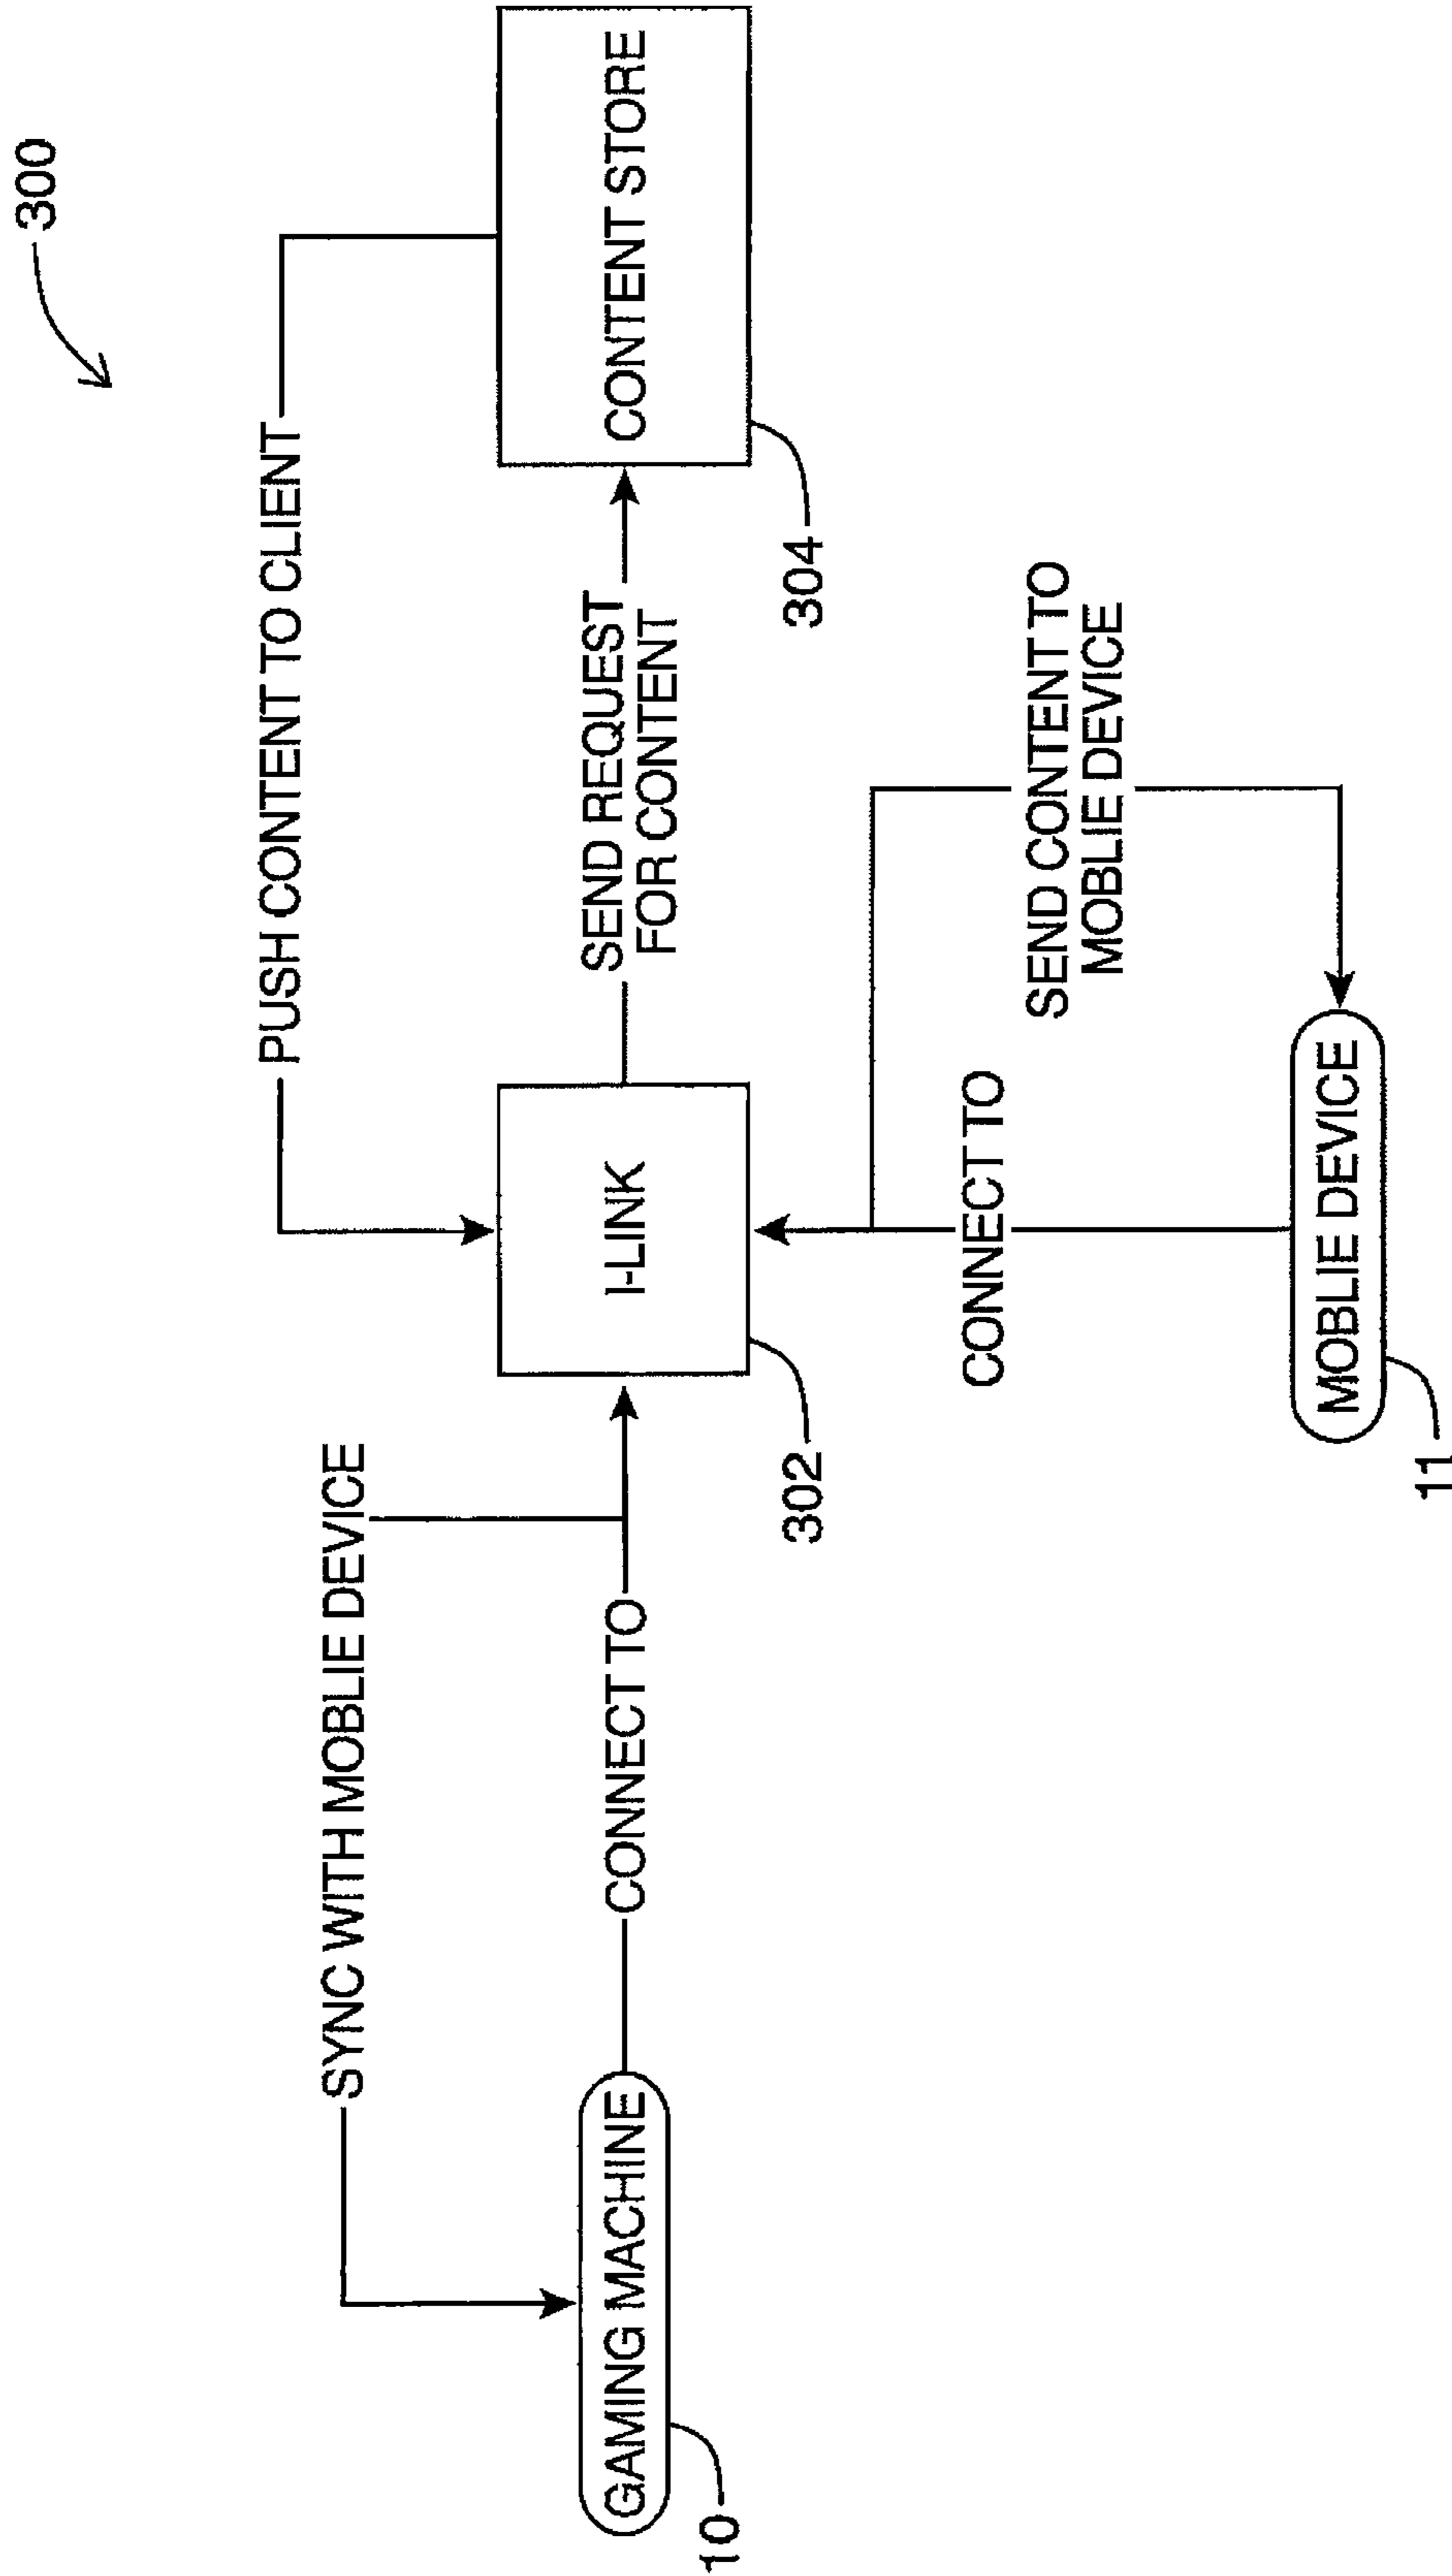 300
PUSH CONTENT TO CLIENT
SYNC WITH MOBLIE DEVICE
GAMING MACHINE
CONNECT TO
I-LINK
SEND REQUEST
FOR CONTENT
CONTENT STORE
10
302
304
CONNECT TO
SEND CONTENT TO
MOBLIE DEVICE
MOBLIE DEVICE
11